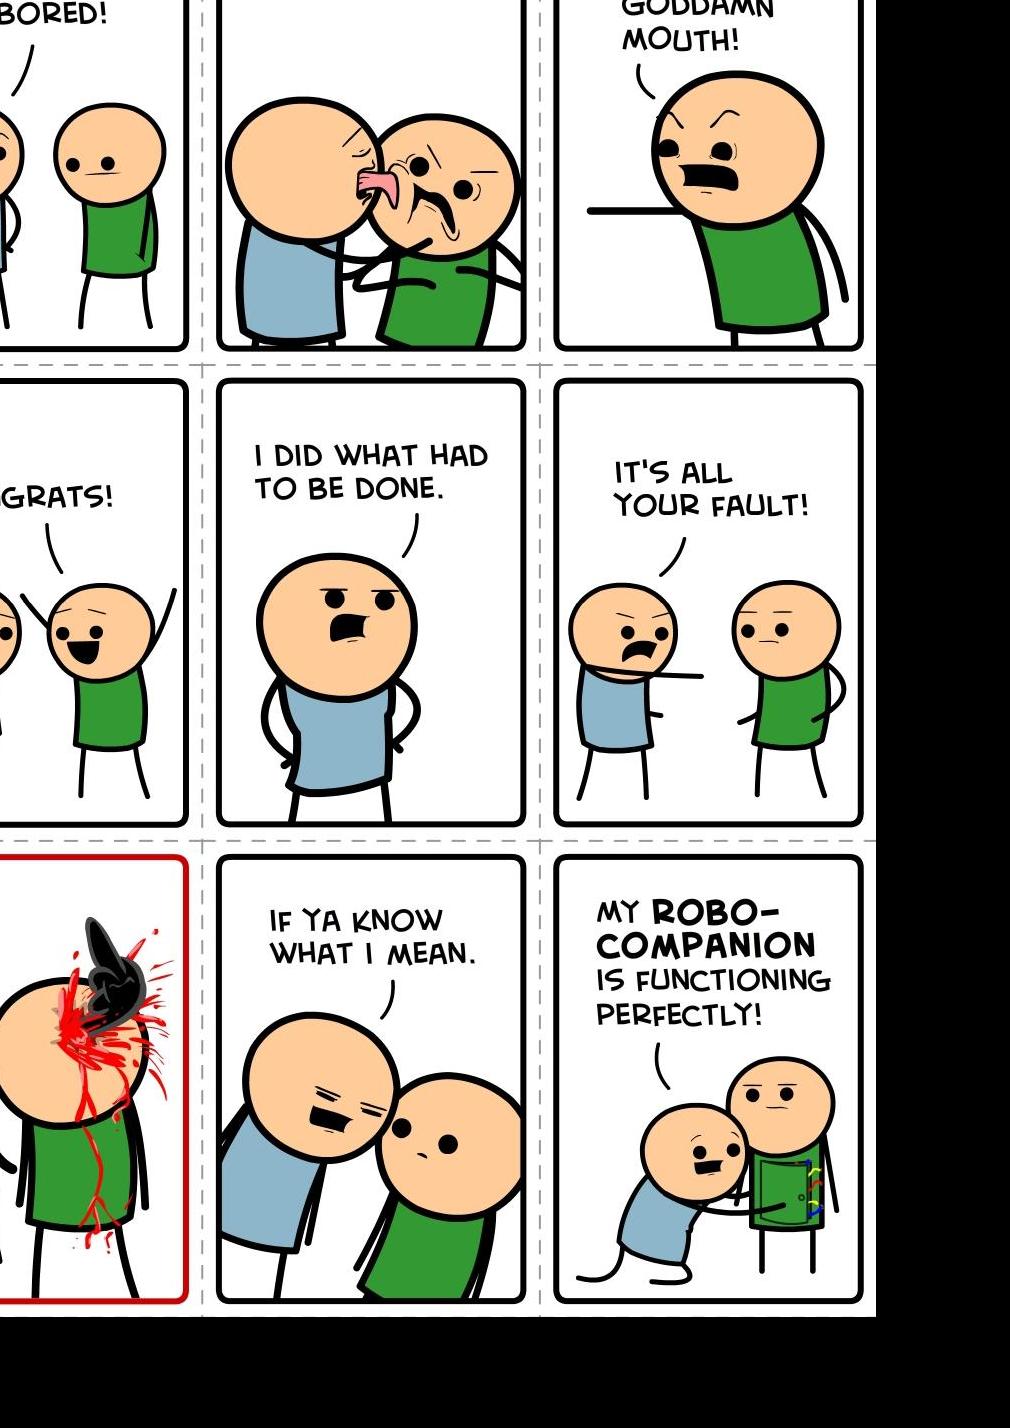 BORED!
GODDAMN
MOUTH!
GRATS!
I DID WHAT HAD
TO BE DONE.
IT'S ALL
YOUR FAULT!
IF YA KNOW
WHAT I MEAN.
MY ROBO-
COMPANION
IS FUNCTIONING
PERFECTLY!